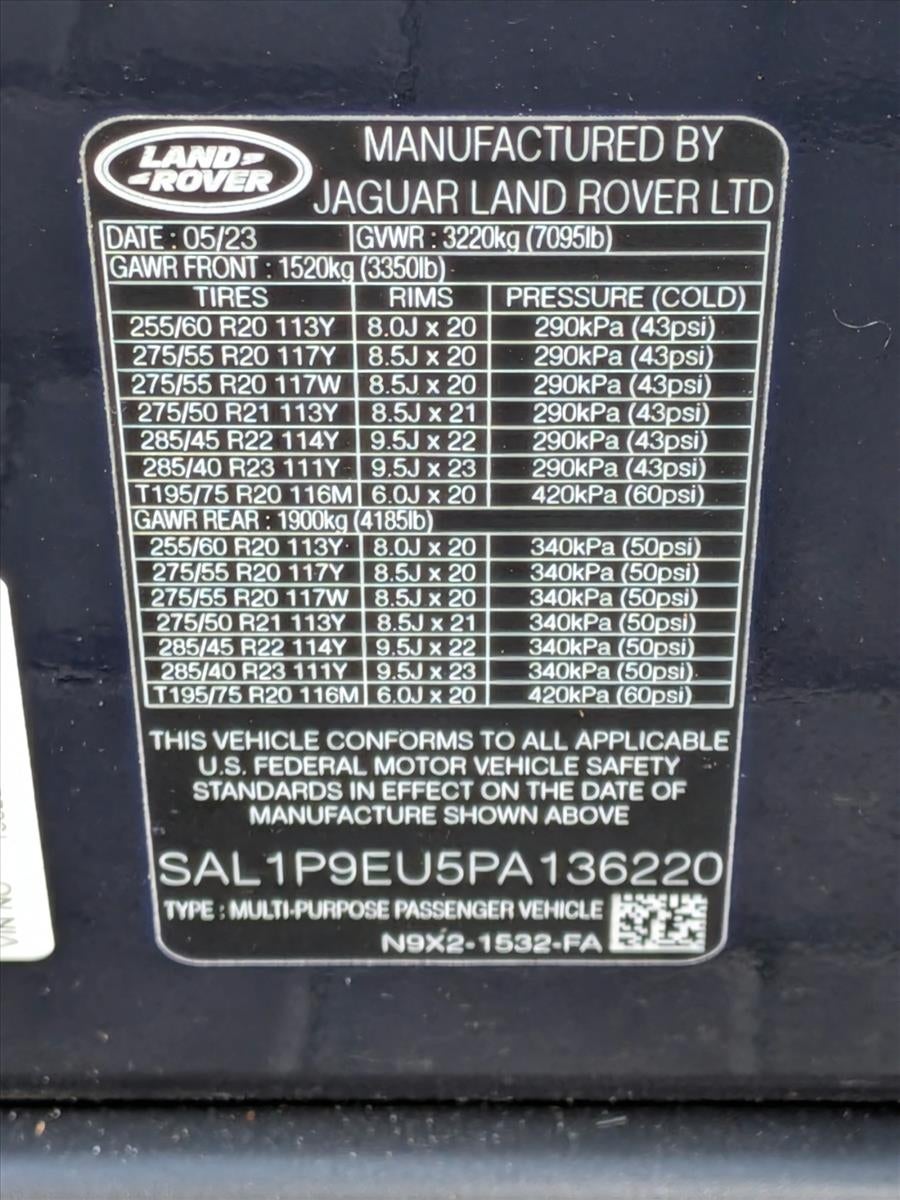 LAND ROVER
MANUFACTURED BY
JAGUAR LAND ROVER LTD
DATE : 05/23 GVWR : 3220kg (7095lb)
GAWR FRONT : 1520kg (3350lb)
TIRES RIMS PRESSURE (COLD)
255/60 R20 113Y 8.0J x 20 290kPa (43psi)
275/55 R20 117Y 8.5J x 20 290kPa (43psi)
275/55 R20 117W 8.5J x 20 290kPa (43psi)
275/50 R21 113Y 8.5J x 21 290kPa (43psi)
285/45 R22 114Y 9.5J x 22 290kPa (43psi)
285/40 R23 111Y 9.5J x 23 290kPa (43psi)
T195/75 R20 116M 6.0J x 20 420kPa (60psi)
GAWR REAR : 1900kg (4185lb)
255/60 R20 113Y 8.0J x 20 340kPa (50psi)
275/55 R20 117Y 8.5J x 20 340kPa (50psi)
275/55 R20 117W 8.5J x 20 340kPa (50psi)
275/50 R21 113Y 8.5J x 21 340kPa (50psi)
285/45 R22 114Y 9.5J x 22 340kPa (50psi)
285/40 R23 111Y 9.5J x 23 340kPa (50psi)
T195/75 R20 116M 6.0J x 20 420kPa (60psi)
THIS VEHICLE CONFORMS TO ALL APPLICABLE
U.S. FEDERAL MOTOR VEHICLE SAFETY
STANDARDS IN EFFECT ON THE DATE OF
MANUFACTURE SHOWN ABOVE
SAL1P9EU5PA136220
TYPE : MULTI-PURPOSE PASSENGER VEHICLE
N9X2-1532-FA
VIN NO